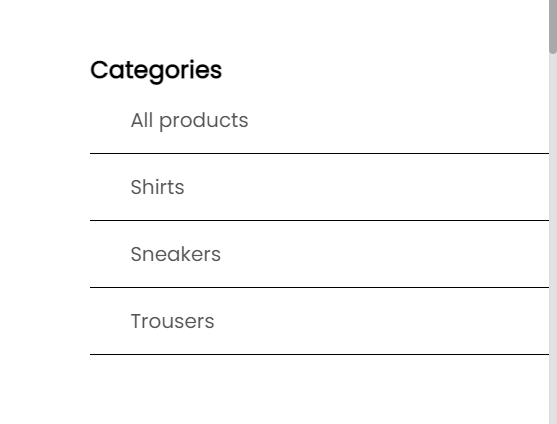 Categories
All products
Shirts
Sneakers
Trousers